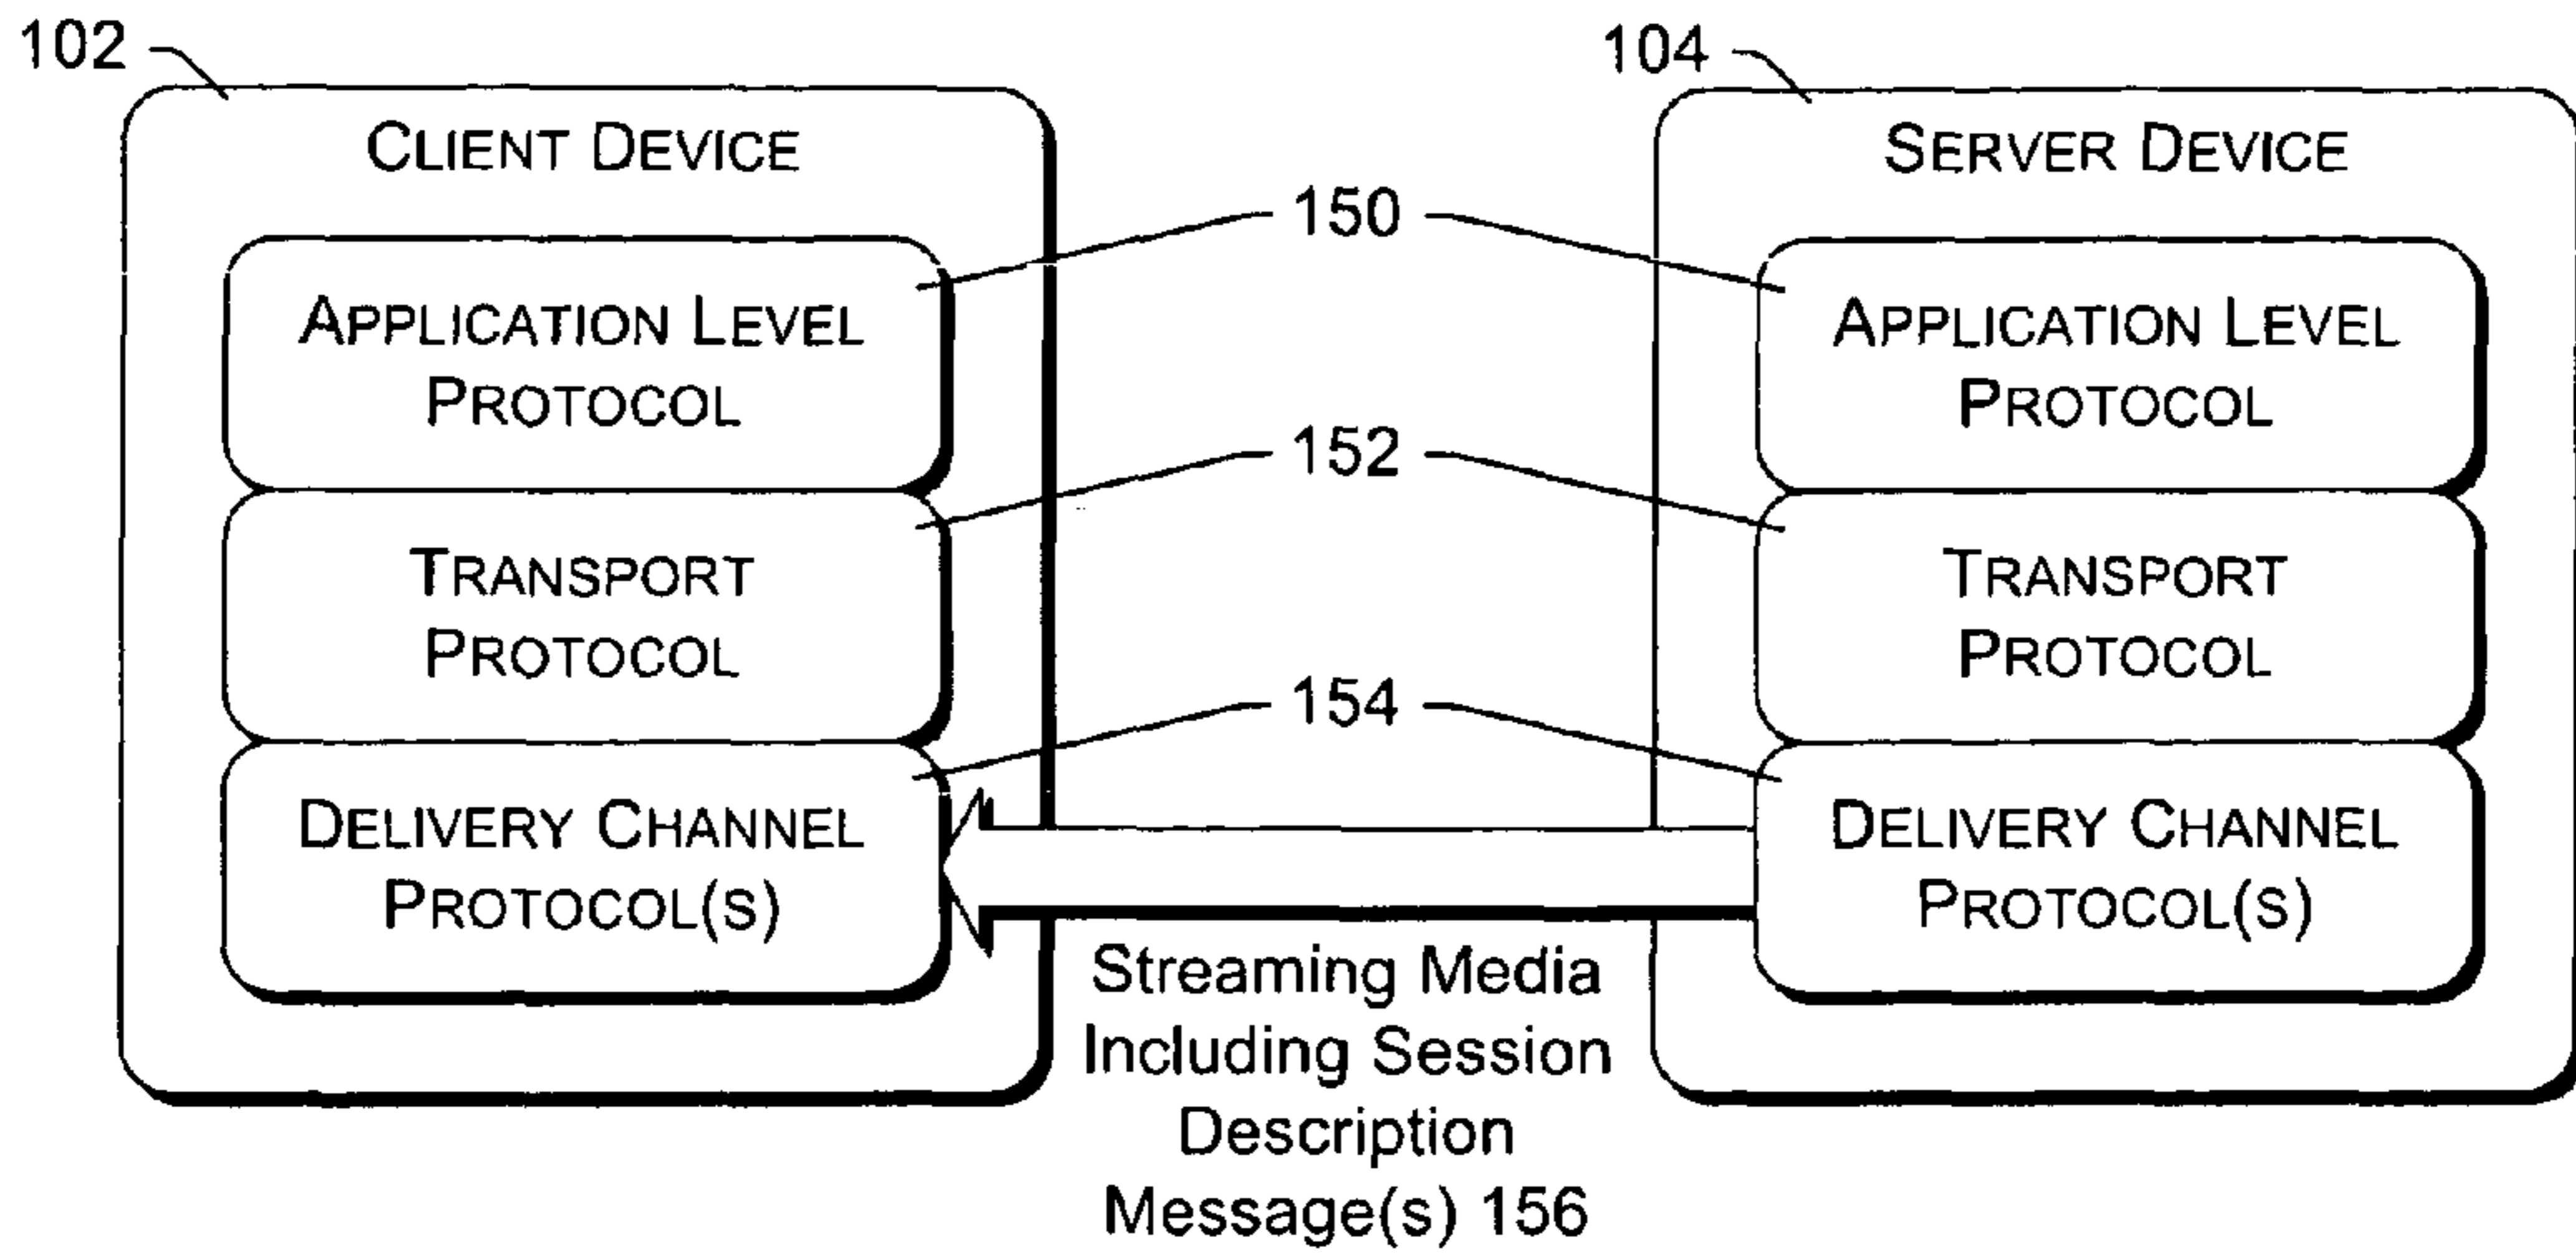 102
104
CLIENT DEVICE
SERVER DEVICE
150
APPLICATION LEVEL
PROTOCOL
APPLICATION LEVEL
PROTOCOL
152
TRANSPORT
PROTOCOL
TRANSPORT
PROTOCOL
154
DELIVERY CHANNEL
PROTOCOL(S)
DELIVERY CHANNEL
PROTOCOL(S)
Streaming Media
Including Session
Description
Message(s) 156